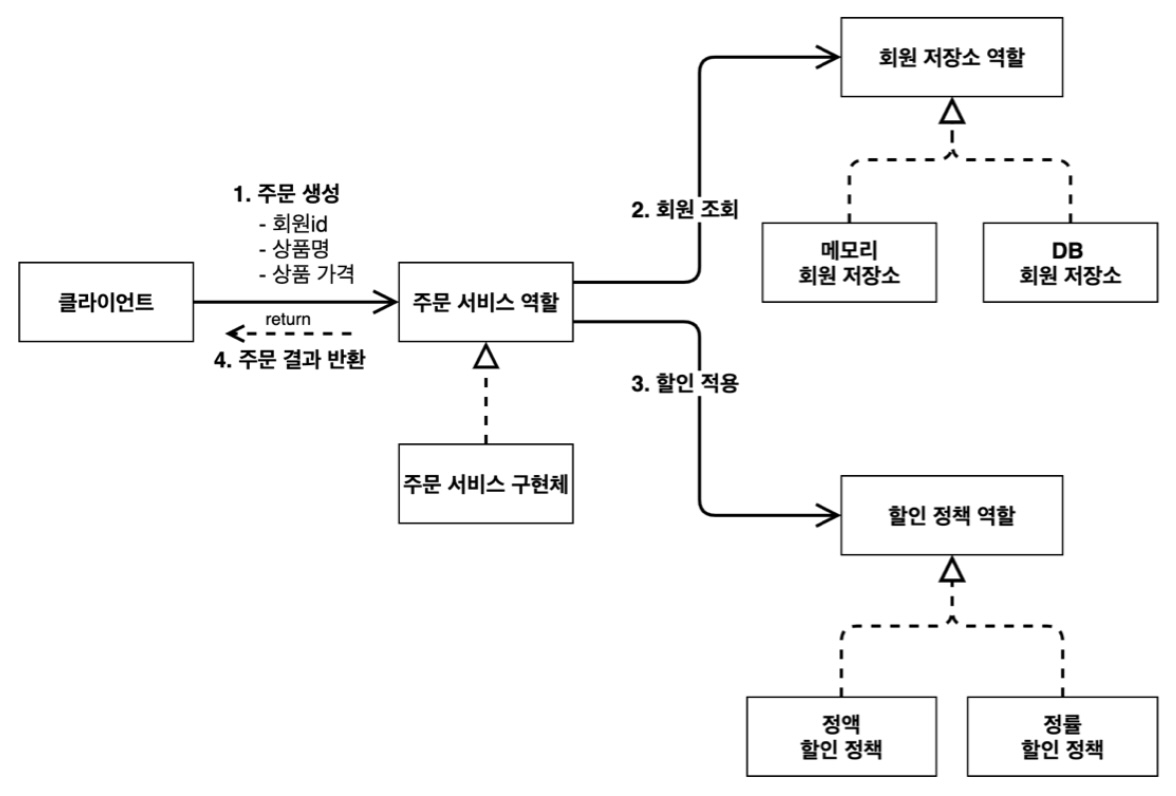 회원 저장소 역할
1. 주문 생성
- 회원id
- 상품명
- 상품 가격
2. 회원 조회
메모리
회원 저장소
DB
회원 저장소
클라이언트
주문 서비스 역할
return
4. 주문 결과 반환
3. 할인 적용
주문 서비스 구현체
할인 정책 역할
정액
할인 정책
정률
할인 정책